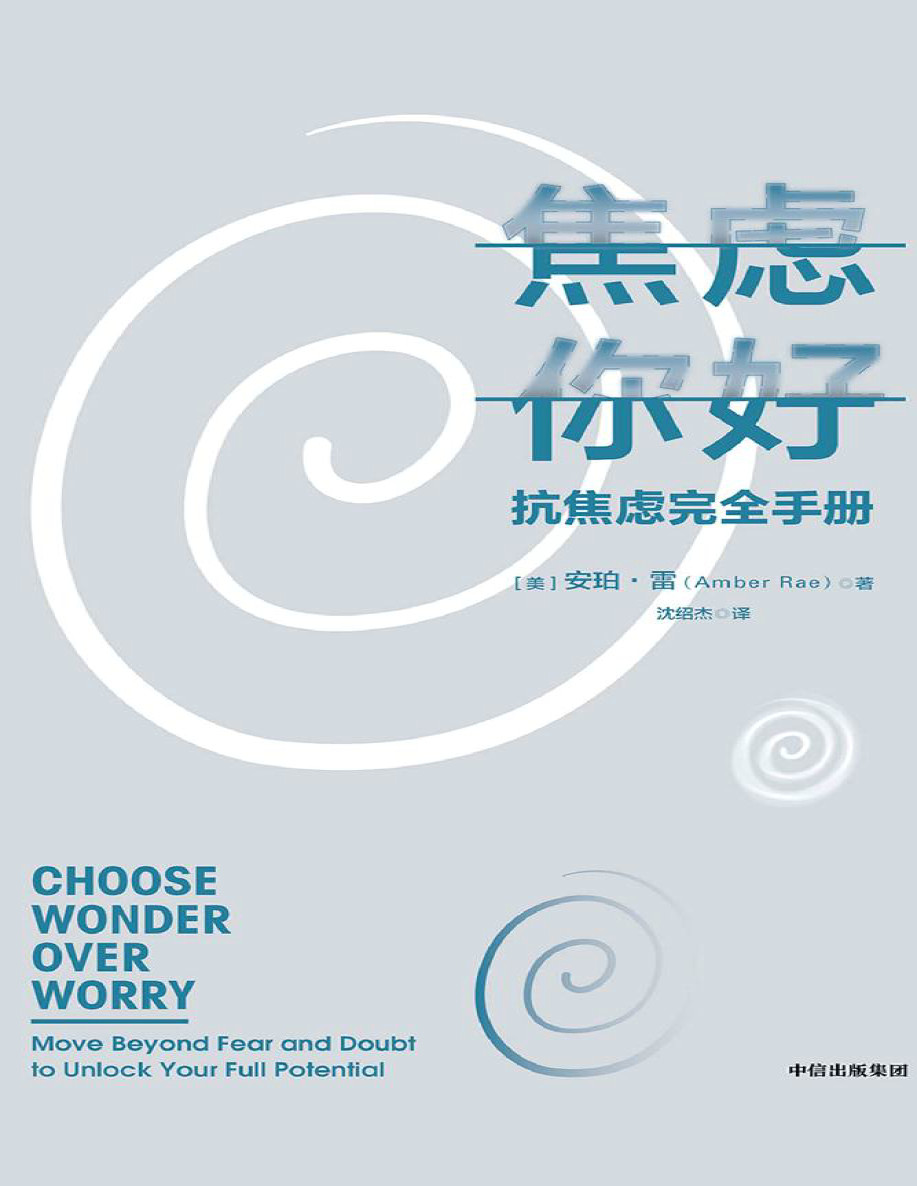 焦虑
你好
抗焦虑完全手册
[美]安珀·雷(Amber Rae)◎著
沈绍杰◎译
CHOOSE
WONDER
OVER
WORRY
Move Beyond Fear and Doubt
to Unlock Your Full Potential
中信出版集团